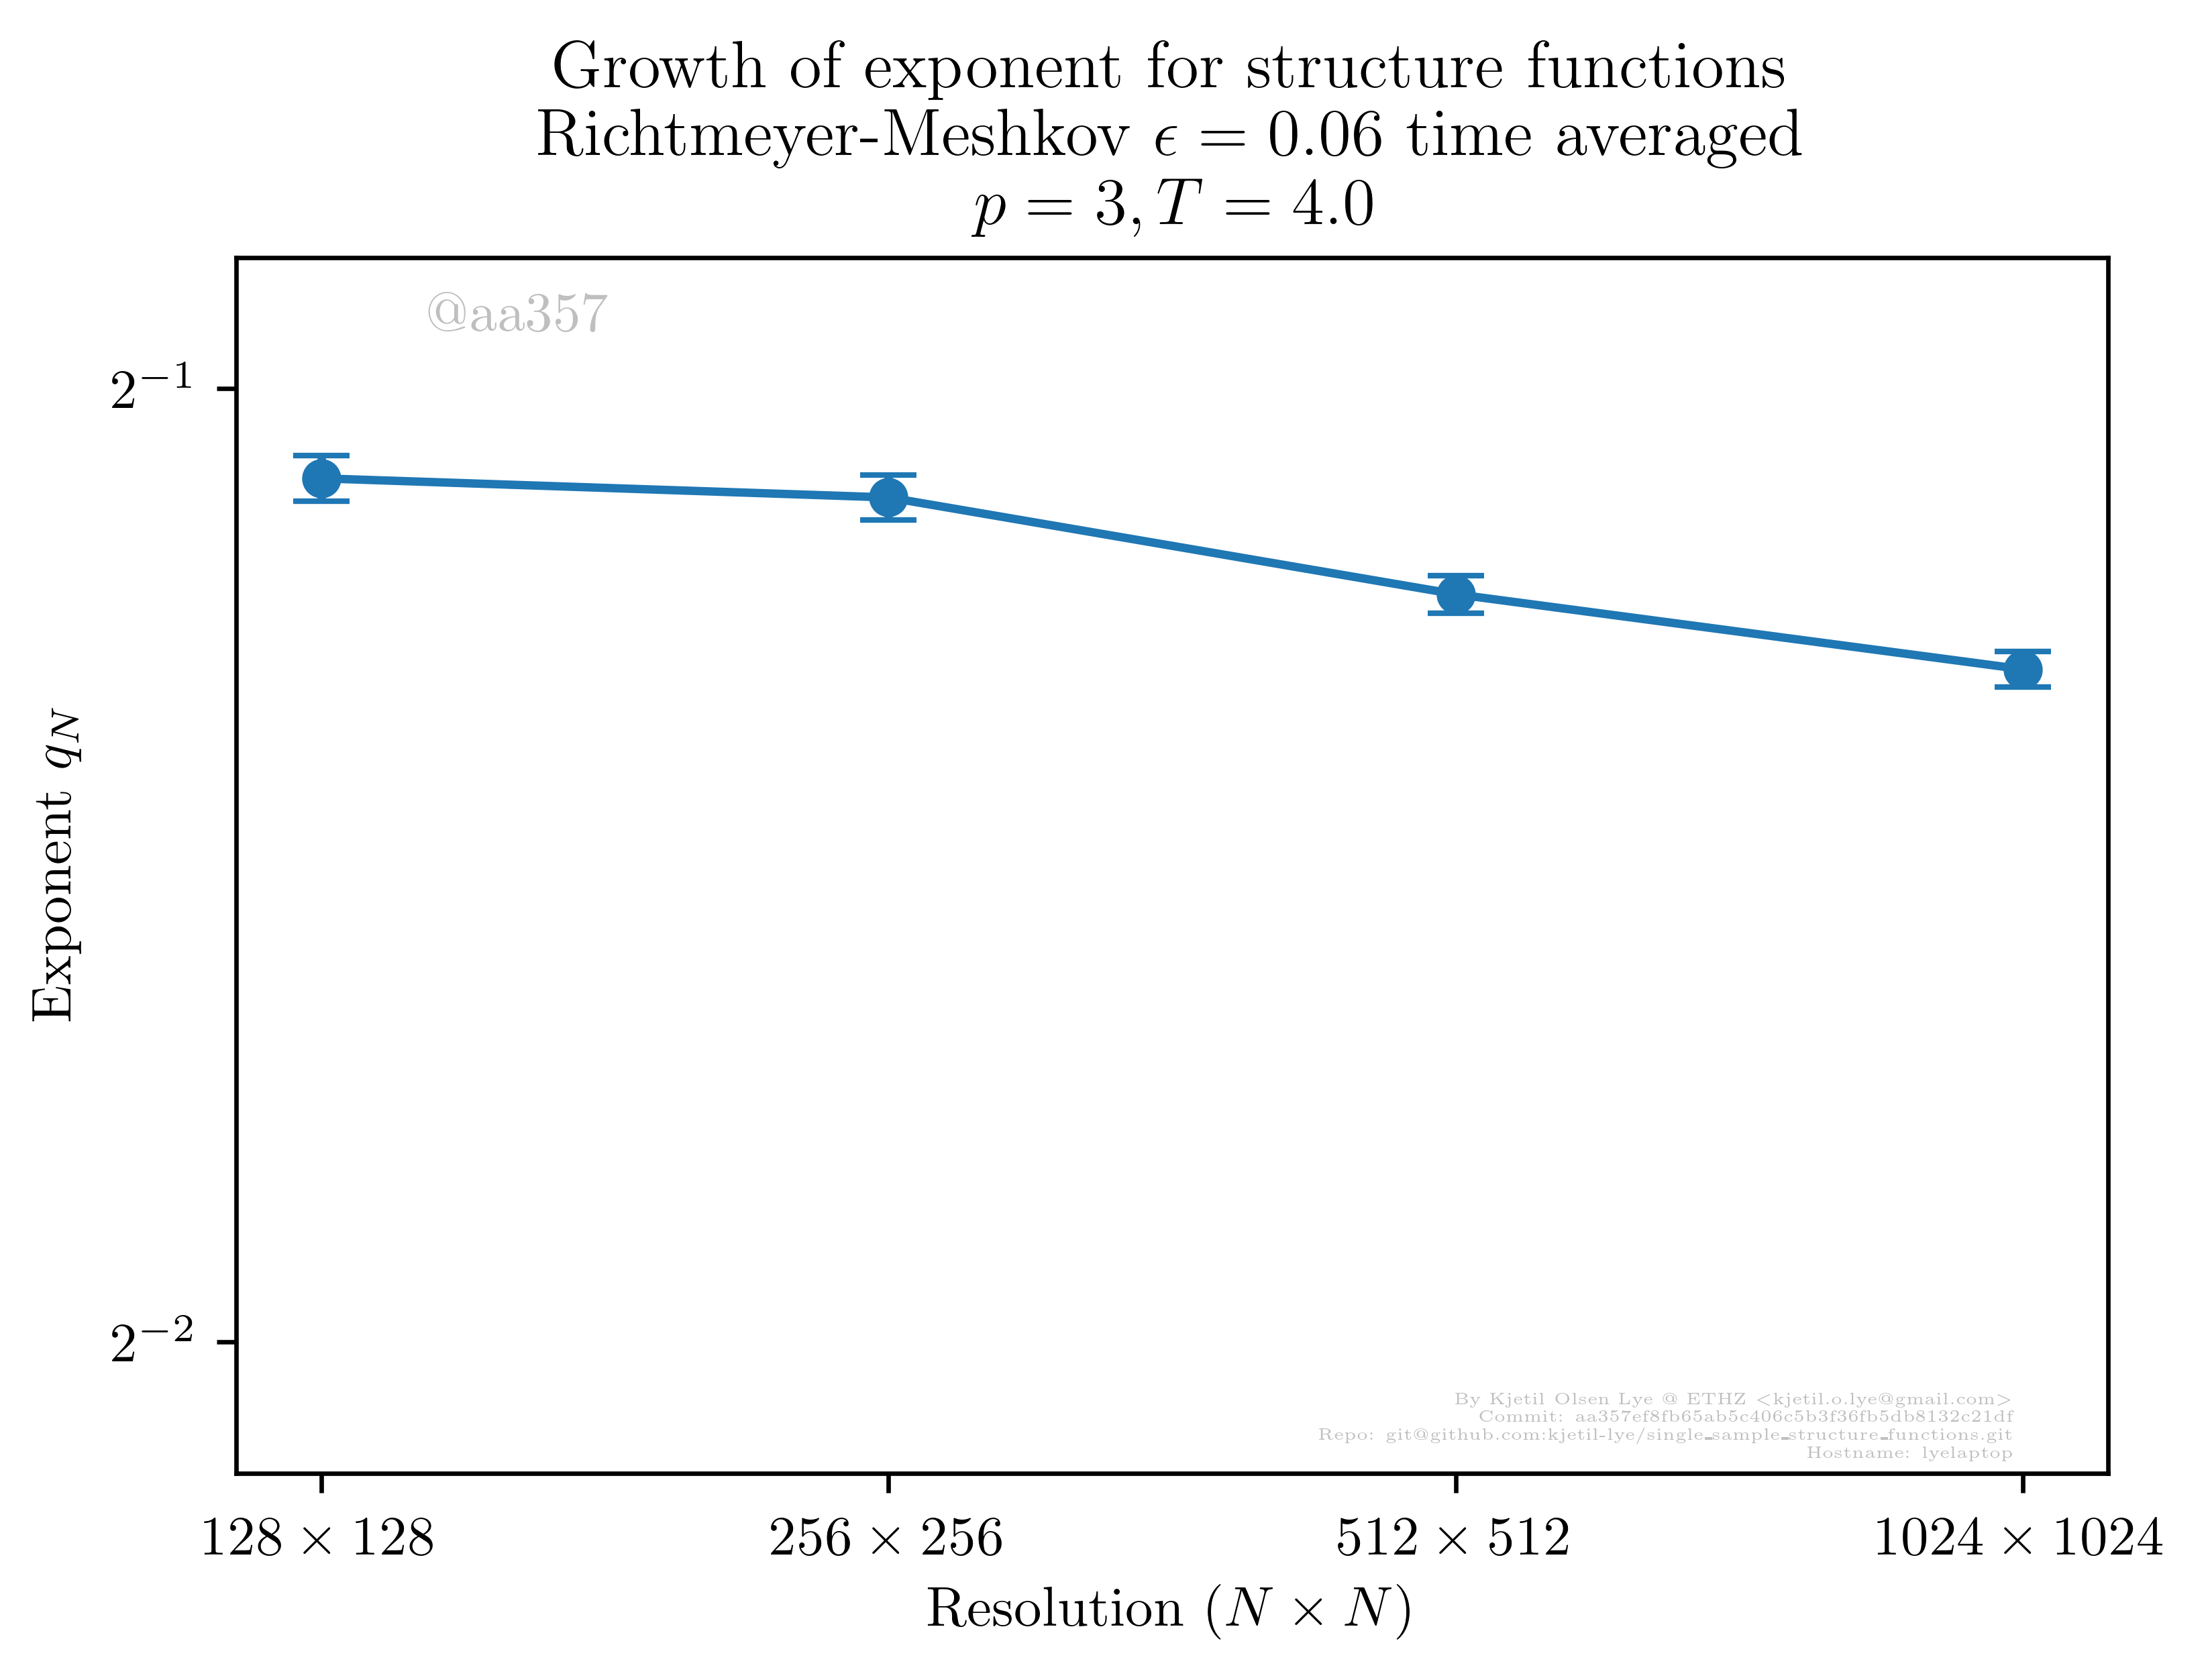 Growth of exponent for structure functions
Richtmeyer-Meshkov ϵ = 0.06 time averaged
p = 3, T = 4.0
@aa357
2^{-1}
2^{-2}
Exponent q_N
By Kjetil Olsen Lye @ ETHZ <kjetil.o.lye@gmail.com>
Commit: aa357ef8fb65ab5c406c5b3f36fb5db8132c21df
Repo: git@github.com:kjetil-lye/single_sample_structure_functions.git
Hostname: lyelaptop
128 × 128
256 × 256
512 × 512
1024 × 1024
Resolution (N × N)